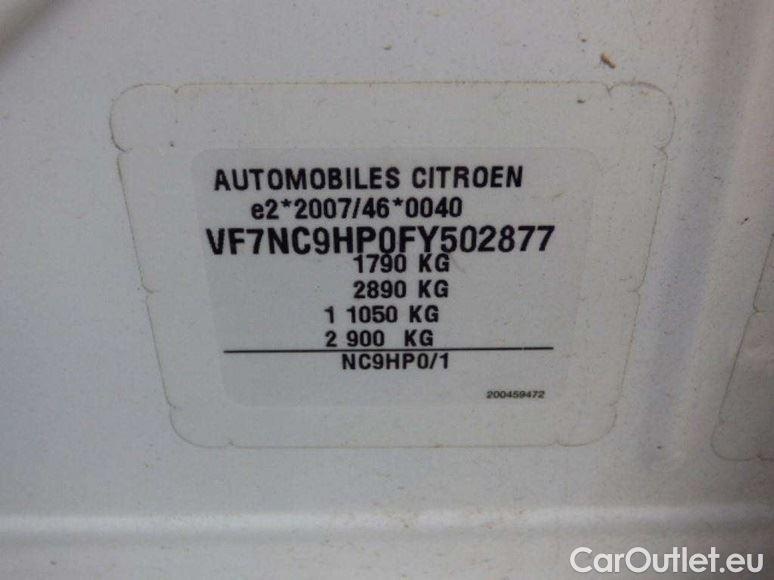 AUTOMOBILES CITROEN
e2*2007/46*0040
VF7NC9HP0FY502877
1790 KG
2890 KG
1 1050 KG
2 900 KG
NC9HP0/1
200459472
CarOutlet.eu